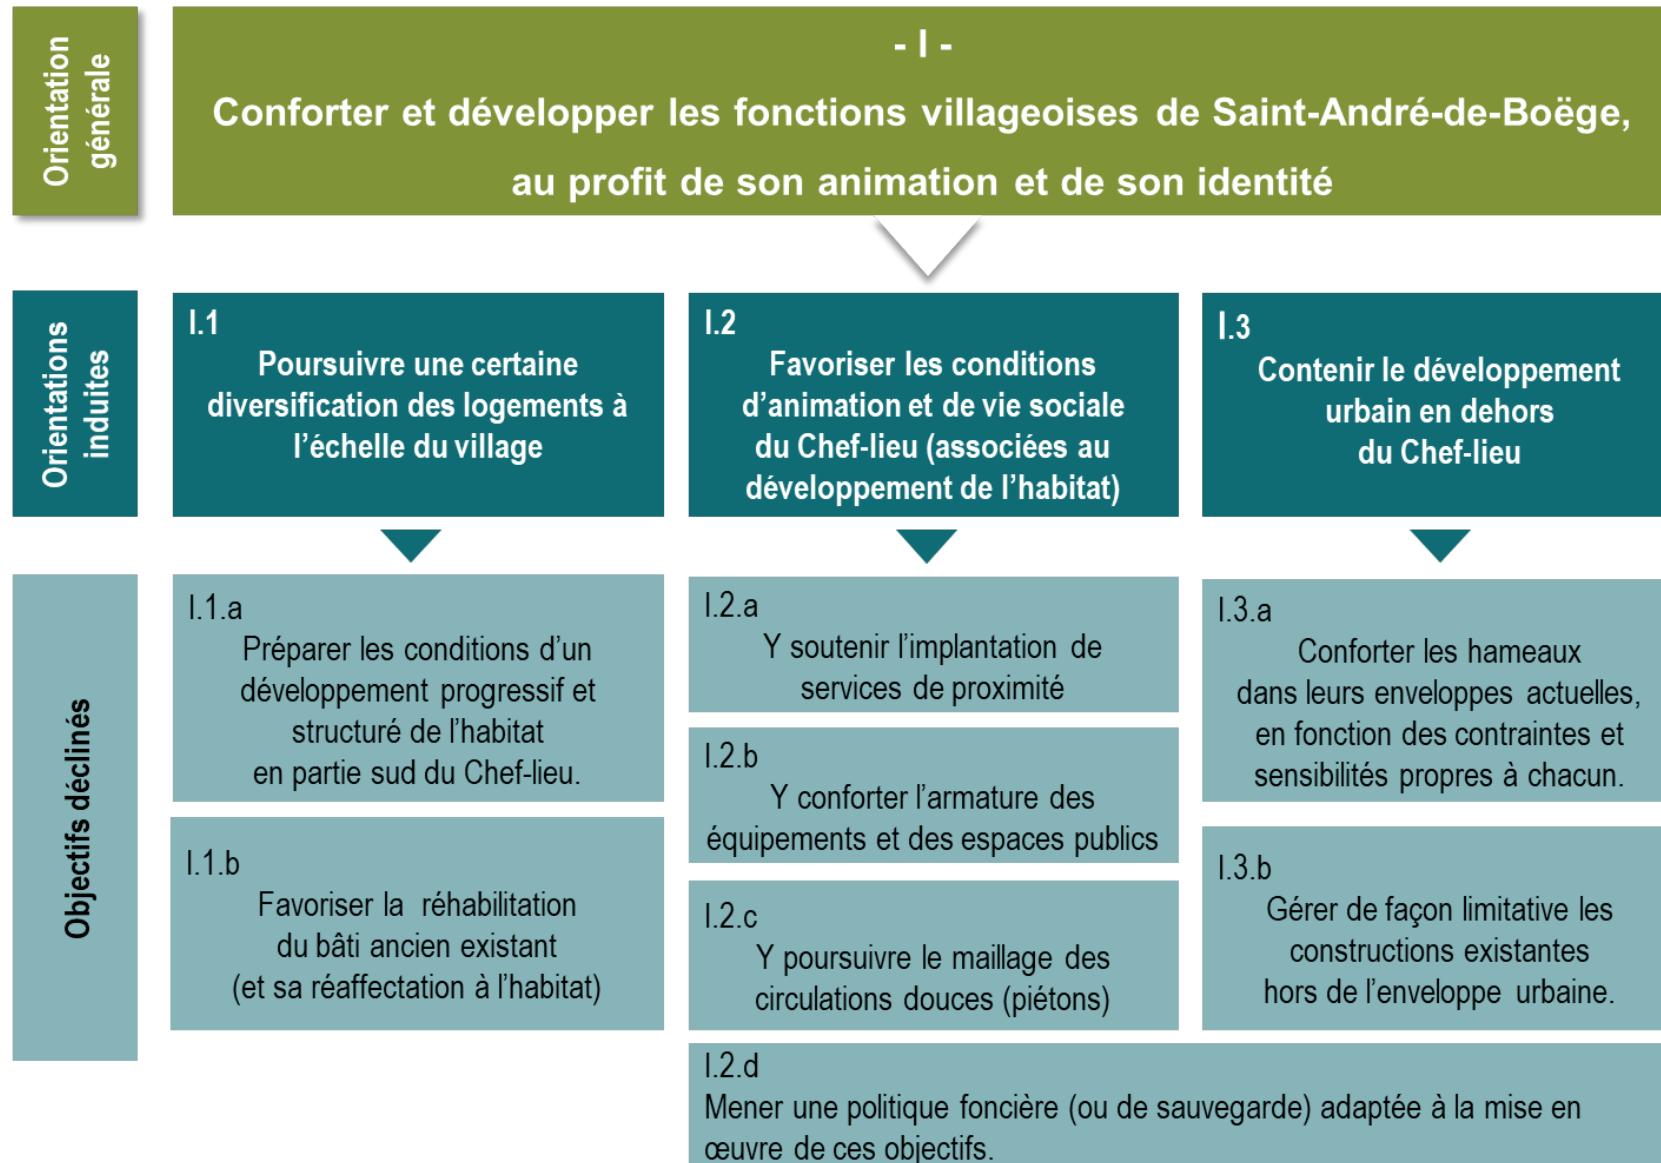 Orientation
générale
- I -
Conforter et développer les fonctions villageoises de Saint-André-de-Boëge,
au profit de son animation et de son identité
Orientations
induites
I.1
Poursuivre une certaine
diversification des logements à
l’échelle du village
I.2
Favoriser les conditions
d’animation et de vie sociale
du Chef-lieu (associées au
développement de l’habitat)
I.3
Contenir le développement
urbain en dehors
du Chef-lieu
Objectifs déclinés
I.1.a
Préparer les conditions d’un
développement progressif et
structuré de l’habitat
en partie sud du Chef-lieu.
I.1.b
Favoriser la réhabilitation
du bâti ancien existant
(et sa réaffectation à l’habitat)
I.2.a
Y soutenir l’implantation de
services de proximité
I.2.b
Y conforter l’armature des
équipements et des espaces publics
I.2.c
Y poursuivre le maillage des
circulations douces (piétons)
I.3.a
Conforter les hameaux
dans leurs enveloppes actuelles,
en fonction des contraintes et
sensibilités propres à chacun.
I.3.b
Gérer de façon limitative les
constructions existantes
hors de l’enveloppe urbaine.
I.2.d
Mener une politique foncière (ou de sauvegarde) adaptée à la mise en
œuvre de ces objectifs.